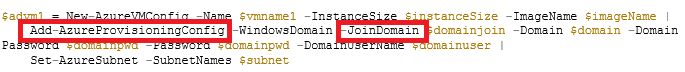 $advm1 = New-AzureVMConfig -Name $vmname1 -InstanceSize $instanceSize -ImageName $imageName |
Add-AzureProvisioningConfig -WindowsDomain -JoinDomain $domainjoin -Domain $domain -Domain
Password $domainpwd -Password $domainpwd -DomainUserName $domainuser |
Set-AzureSubnet -SubnetNames $subnet